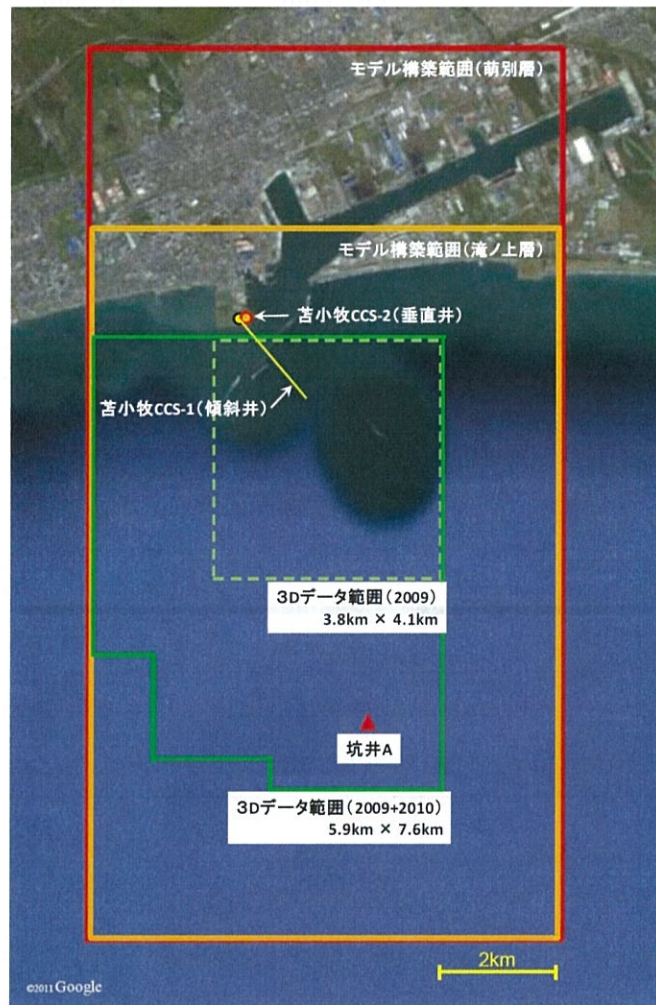 モデル構築範囲(萌別層)
モデル構築範囲(滝ノ上層)
苫小牧CCS-2(垂直井)
苫小牧CCS-1(傾斜井)
3Dデータ範囲(2009)
3.8km × 4.1km
坑井A
3Dデータ範囲(2009+2010)
5.9km × 7.6km
2km
©2011 Google